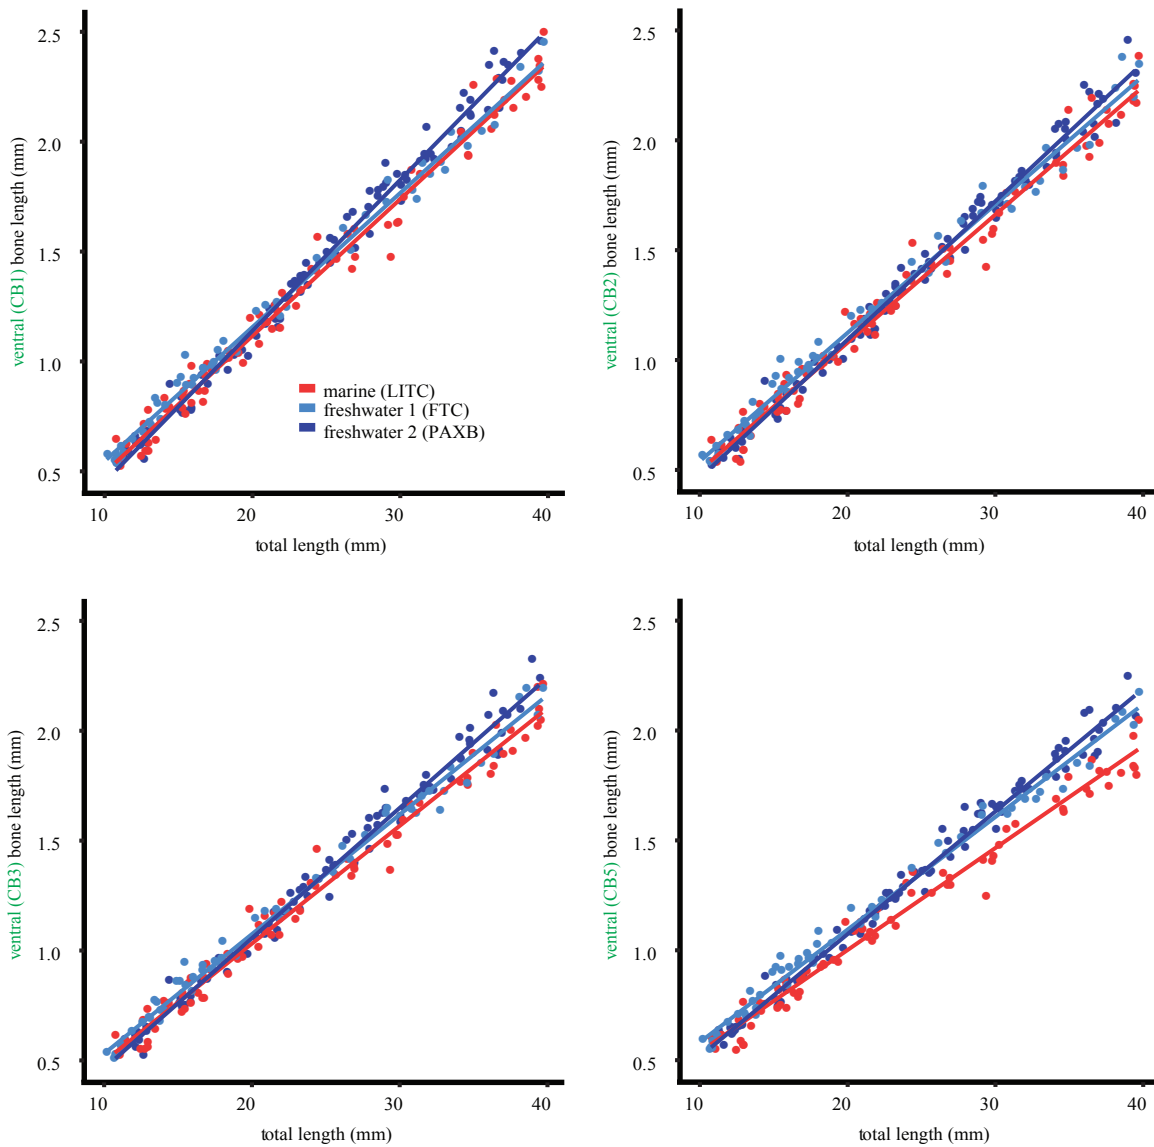 2.5
2.0
1.5
1.0
0.5
ventral (CB1) bone length (mm)
marine (LITC)
freshwater 1 (FTC)
freshwater 2 (PAXB)
10 20 30 40
total length (mm)
2.5
2.0
1.5
1.0
0.5
ventral (CB2) bone length (mm)
10 20 30 40
total length (mm)
2.5
2.0
1.5
1.0
0.5
ventral (CB3) bone length (mm)
10 20 30 40
total length (mm)
2.5
2.0
1.5
1.0
0.5
ventral (CB5) bone length (mm)
10 20 30 40
total length (mm)